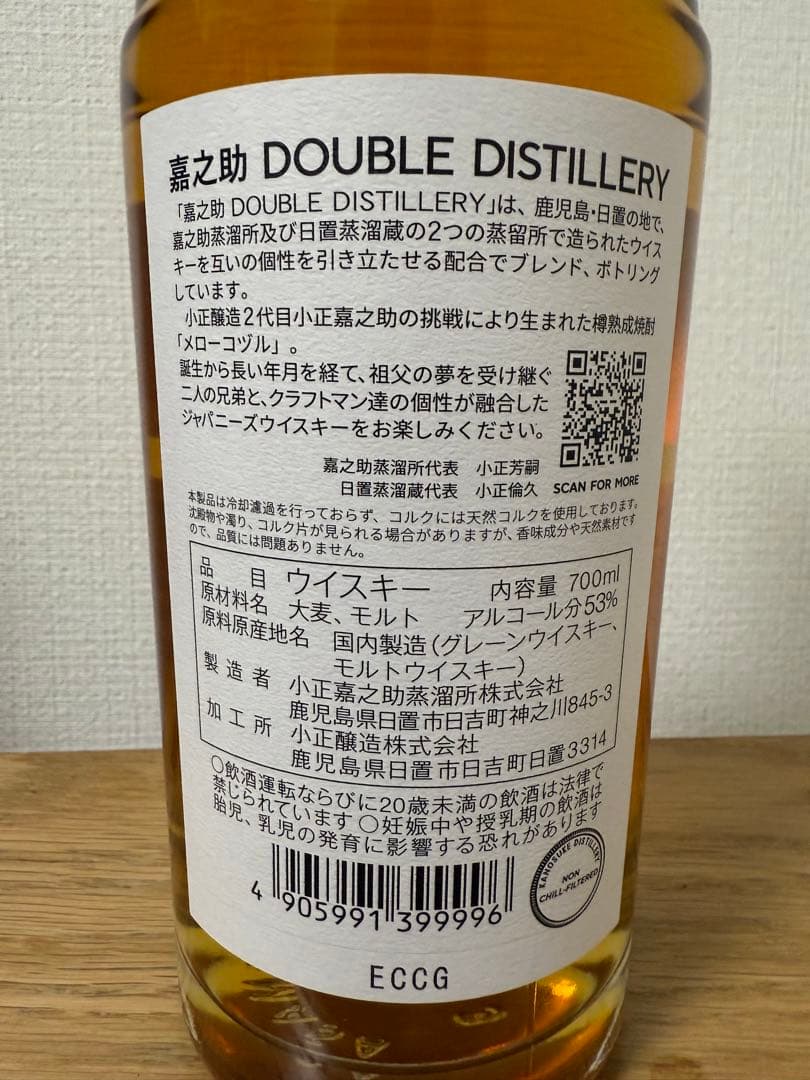 嘉之助 DOUBLE DISTILLERY
「嘉之助 DOUBLE DISTILLERY」は、鹿児島・日置の地で、
嘉之助蒸溜所及び日置蒸溜蔵の2つの蒸留所で造られたウイス
キーを互いの個性を引き立たせる配合でブレンド、ボトリング
しています。
小正醸造2代目小正嘉之助の挑戦により生まれた樽熟成焼酎
「メローコヅル」。
誕生から長い年月を経て、祖父の夢を受け継ぐ
二人の兄弟と、クラフトマン達の個性が融合した
ジャパニーズウイスキーをお楽しみください。
嘉之助蒸溜所代表 小正芳嗣
日置蒸溜蔵代表 小正倫久
SCAN FOR MORE
本製品は冷却濾過を行っておらず、コルクには天然コルクを使用しております。
沈殿物や濁り、コルク片が見られる場合がありますが、香味成分や天然素材です
ので、品質には問題ありません。
品目 ウイスキー 内容量 700ml
原材料名 大麦、モルト アルコール分53%
原料原産地名 国内製造(グレーンウイスキー、
モルトウイスキー)
製造者 小正嘉之助蒸溜所株式会社
鹿児島県日置市日吉町神之川845-3
加工所 小正醸造株式会社
鹿児島県日置市日吉町日置3314
○飲酒運転ならびに20歳未満の飲酒は法律で
禁じられています ○妊娠中や授乳期の飲酒は
胎児、乳児の発育に影響する恐れがあります
KANOSUKE DISTILLERY
NON
CHILL-FILTERED
4 905991 399996
ECCG